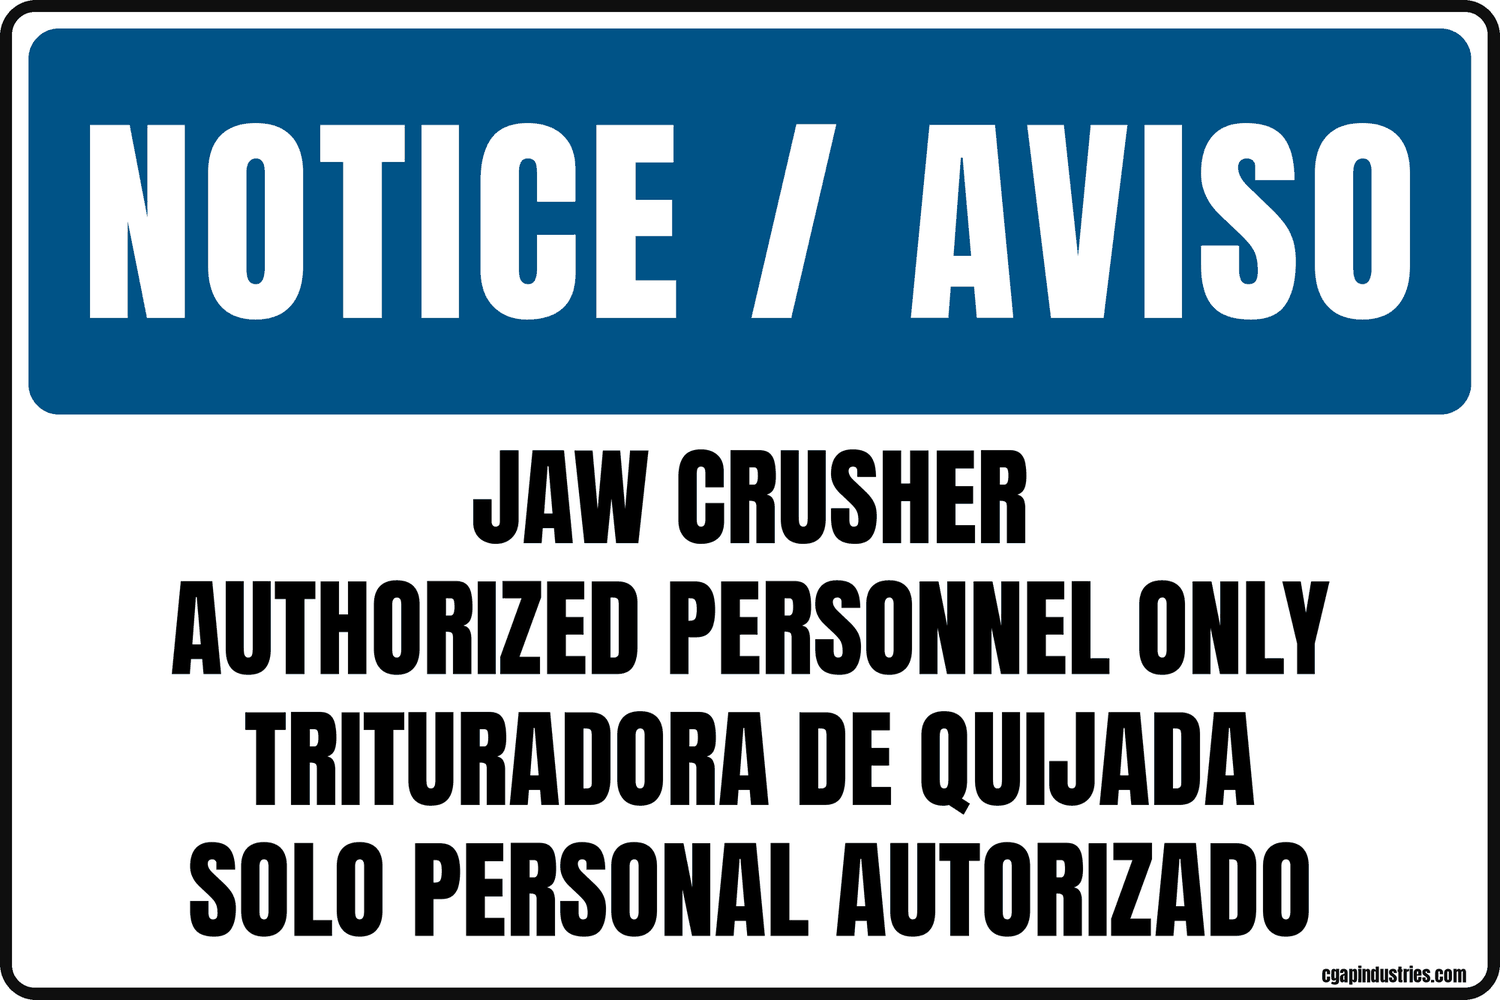 NOTICE / AVISO
JAW CRUSHER
AUTHORIZED PERSONNEL ONLY
TRITURADORA DE QUIJADA
SOLO PERSONAL AUTORIZADO
cgapindustries.com